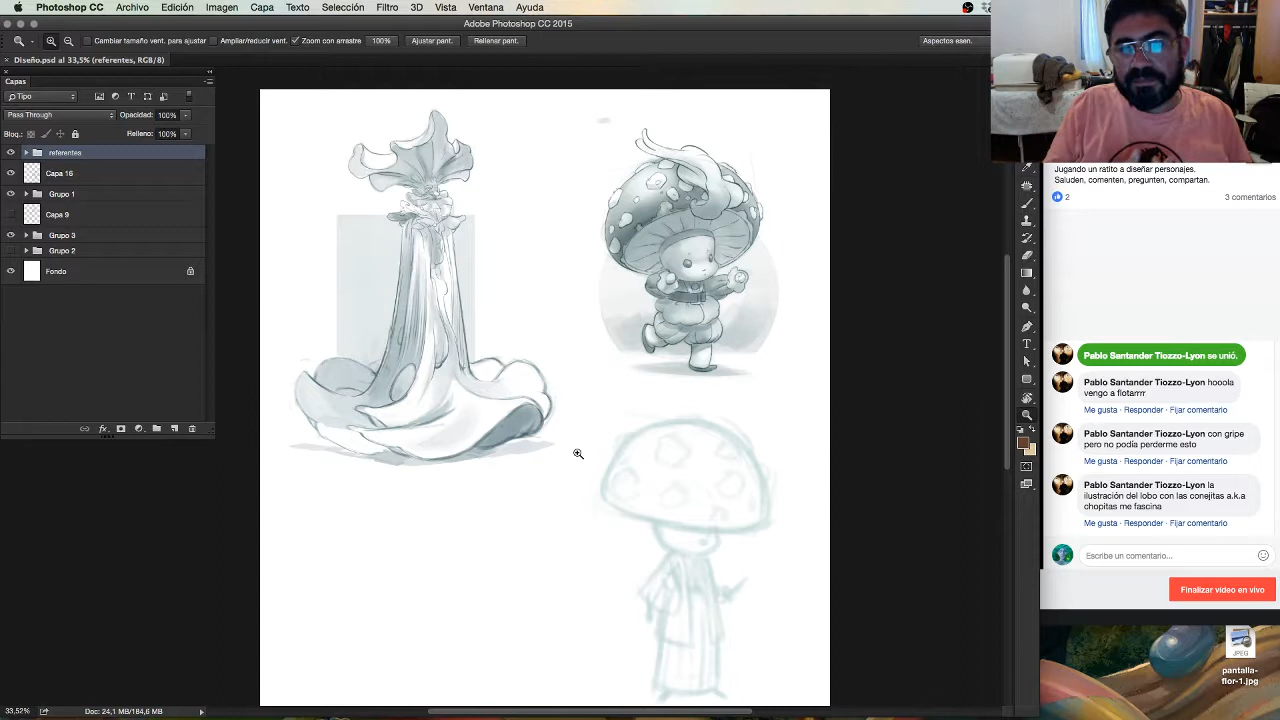 Photoshop CC Archivo Edición Imagen Capa Texto Selección Filtro 3D Vista Ventana Ayuda
Adobe Photoshop CC 2015
Cambiar tamaño vent. para ajustar Ampliar/reducir vent. Zoom con arrastre 100% Ajustar pant. Rellenar pant. Aspectos esen.
Diseño.psd al 33,5% (referentes, RGB/8)
Capas
Tipo
Pass Through Opacidad: 100%
Bloq.: Relleno: 100%
referentes
Capa 16
Grupo 1
Capa 9
Grupo 3
Grupo 2
Fondo
33,52% Doc: 24,1 MB/184,6 MB
Jugando un ratito a diseñar personajes.
Saluden, comenten, pregunten, compartan.
2 3 comentarios
Pablo Santander Tiozzo-Lyon se unió.
Pablo Santander Tiozzo-Lyon hooola
vengo a flotarrrr
Me gusta · Responder · Fijar comentario
Pablo Santander Tiozzo-Lyon con gripe
pero no podía perderme esto
Me gusta · Responder · Fijar comentario
Pablo Santander Tiozzo-Lyon la
ilustración del lobo con las conejitas a.k.a
chopitas me fascina
Me gusta · Responder · Fijar comentario
Escribe un comentario...
Finalizar video en vivo
JPEG
pantalla-
flor-1.jpg